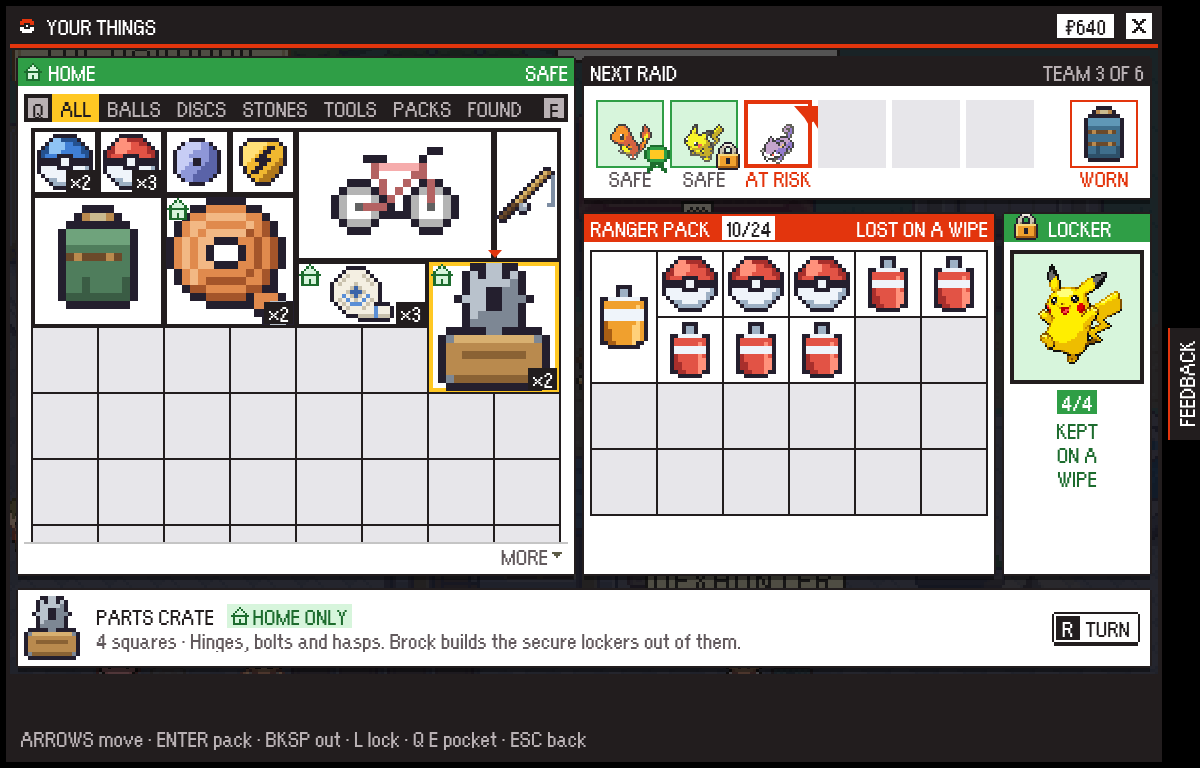 YOUR THINGS
₽640 X
HOME SAFE
Q ALL BALLS DISCS STONES TOOLS PACKS FOUND E
×2 ×3
×2 ×3
×2
MORE
NEXT RAID TEAM 3 OF 6
SAFE SAFE AT RISK WORN
RANGER PACK 10/24 LOST ON A WIPE
LOCKER
4/4
KEPT
ON A
WIPE
FEEDBACK
PARTS CRATE HOME ONLY
4 squares · Hinges, bolts and hasps. Brock builds the secure lockers out of them.
R TURN
ARROWS move · ENTER pack · BKSP out · L lock · Q E pocket · ESC back